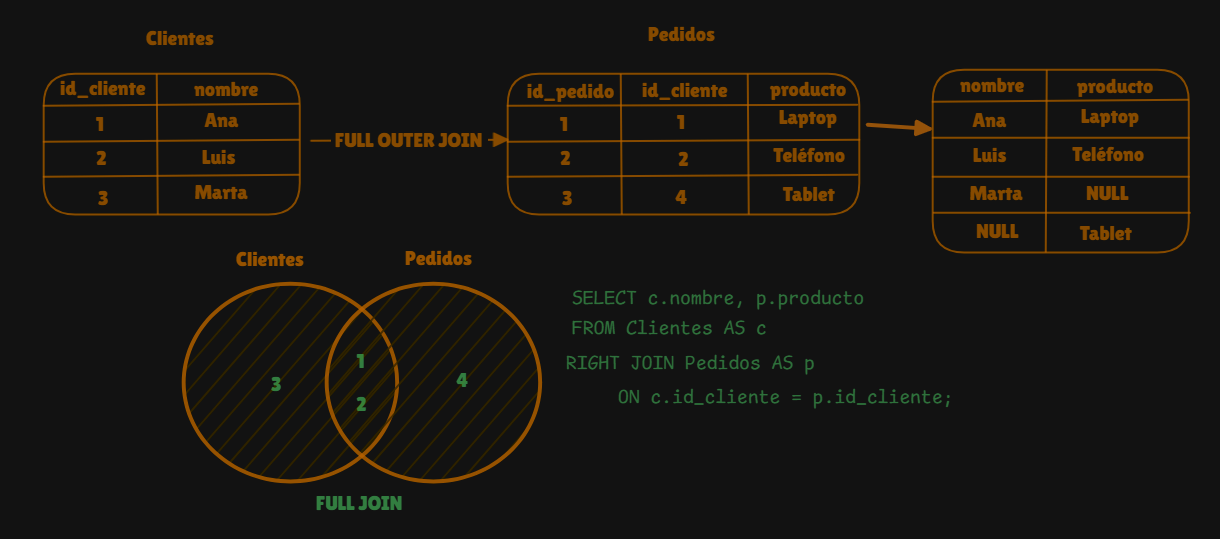 Clientes
id_cliente nombre
1 Ana
2 Luis
3 Marta
FULL OUTER JOIN
Pedidos
id_pedido id_cliente producto
1 1 Laptop
2 2 Teléfono
3 4 Tablet
nombre producto
Ana Laptop
Luis Teléfono
Marta NULL
NULL Tablet
Clientes Pedidos
3
1
2
4
FULL JOIN
SELECT c.nombre, p.producto
FROM Clientes AS c
RIGHT JOIN Pedidos AS p
ON c.id_cliente = p.id_cliente;